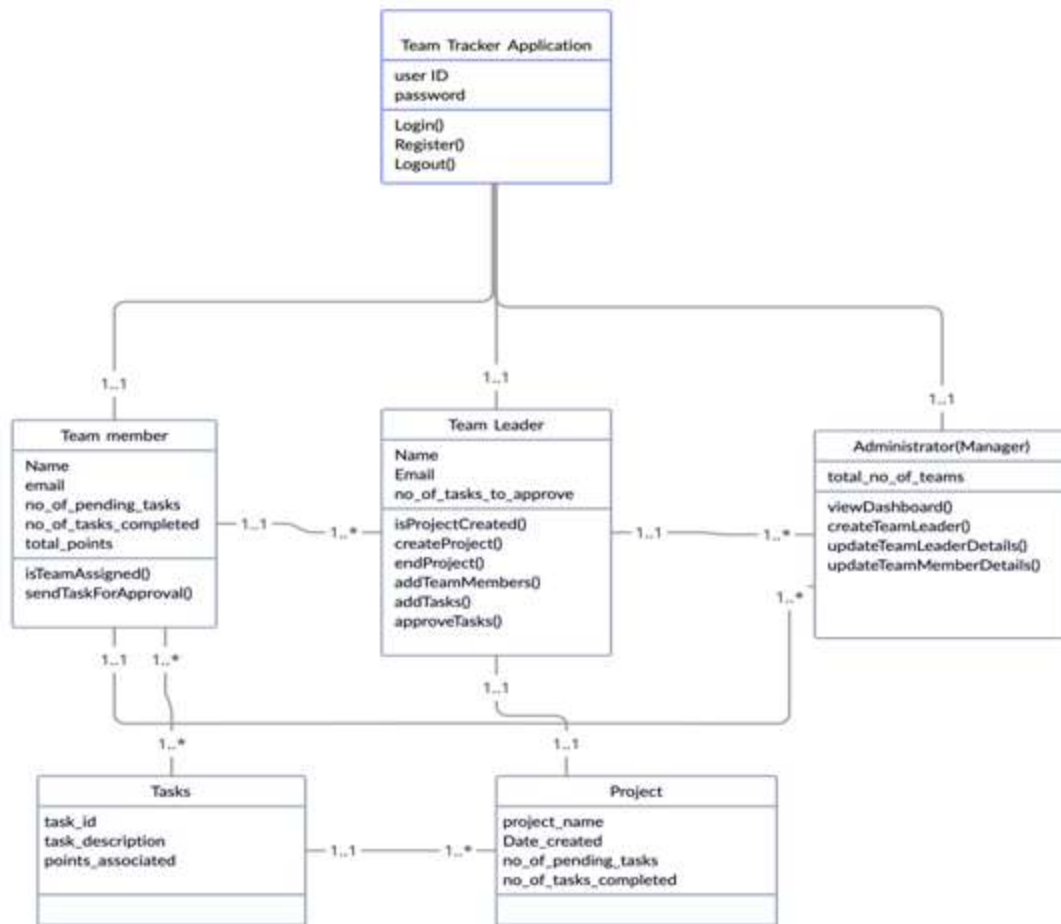 Team Tracker Application
user ID
password
Login()
Register()
Logout()
1..1
1..1
1..1
Team member
Name
email
no_of_pending_tasks
no_of_tasks_completed
total_points
isTeamAssigned()
sendTaskForApproval()
1..1
1..*
Team Leader
Name
Email
no_of_tasks_to_approve
isProjectCreated()
createProject()
endProject()
addTeamMembers()
addTasks()
approveTasks()
1..1
1..*
Administrator(Manager)
total_no_of_teams
viewDashboard()
createTeamLeader()
updateTeamLeaderDetails()
updateTeamMemberDetails()
1..*
1..1
1..*
1..1
1..*
1..1
Tasks
task_id
task_description
points_associated
1..1
1..*
Project
project_name
Date_created
no_of_pending_tasks
no_of_tasks_completed